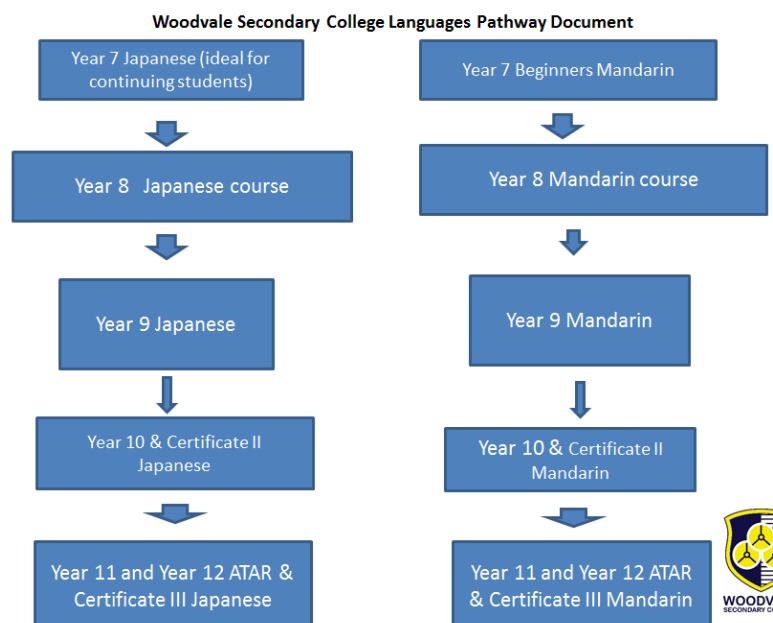 Woodvale Secondary College Languages Pathway Document
Year 7 Japanese (ideal for
continuing students)
Year 8 Japanese course
Year 9 Japanese
Year 10 & Certificate II
Japanese
Year 11 and Year 12 ATAR &
Certificate III Japanese
Year 7 Beginners Mandarin
Year 8 Mandarin course
Year 9 Mandarin
Year 10 & Certificate II
Mandarin
Year 11 and Year 12 ATAR
& Certificate III Mandarin
WOODV
SECONDARY CO